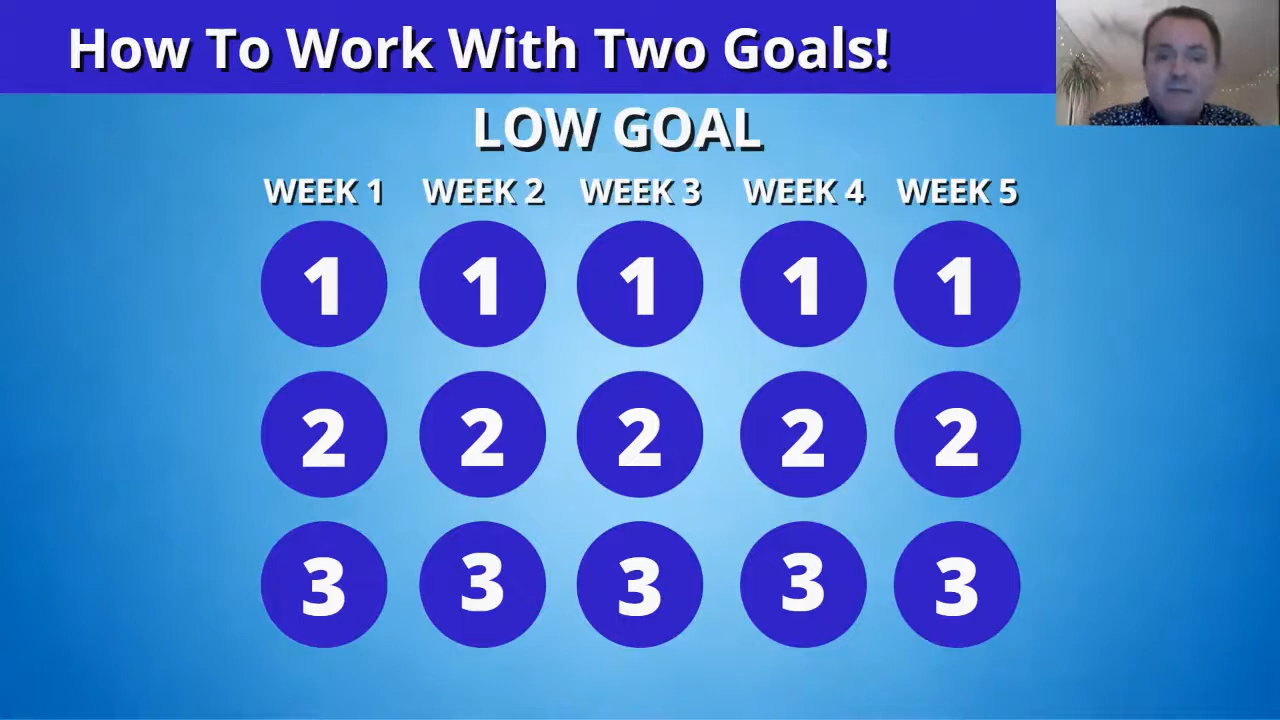 How To Work With Two Goals!
LOW GOAL
WEEK 1 WEEK 2 WEEK 3 WEEK 4 WEEK 5
1 1 1 1 1
2 2 2 2 2
3 3 3 3 3